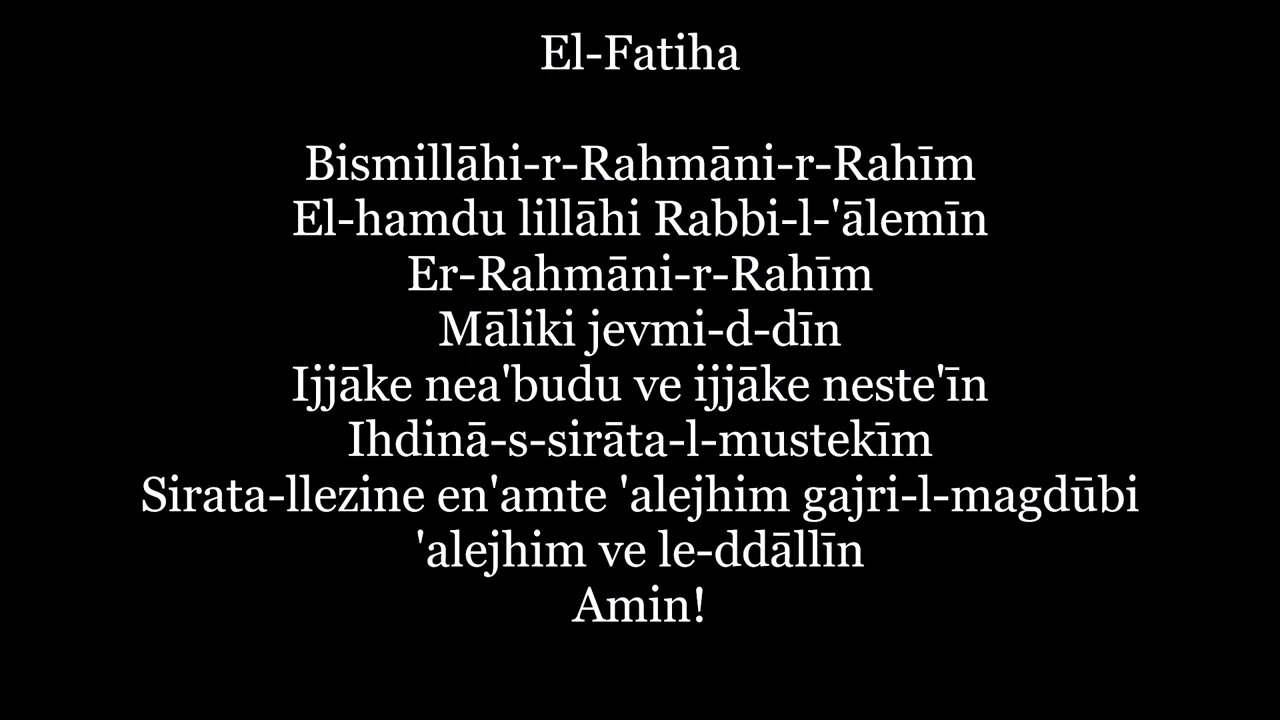 El-Fatiha
Bismillāhi-r-Rahmāni-r-Rahīm
El-hamdu lillāhi Rabbi-l-'ālemīn
Er-Rahmāni-r-Rahīm
Māliki jevmi-d-dīn
Ijjāke nea'budu ve ijjāke neste'īn
Ihdinā-s-sirāta-l-mustekīm
Sirata-llezine en'amte 'alejhim gajri-l-magdūbi
'alejhim ve le-ddāllīn
Amin!